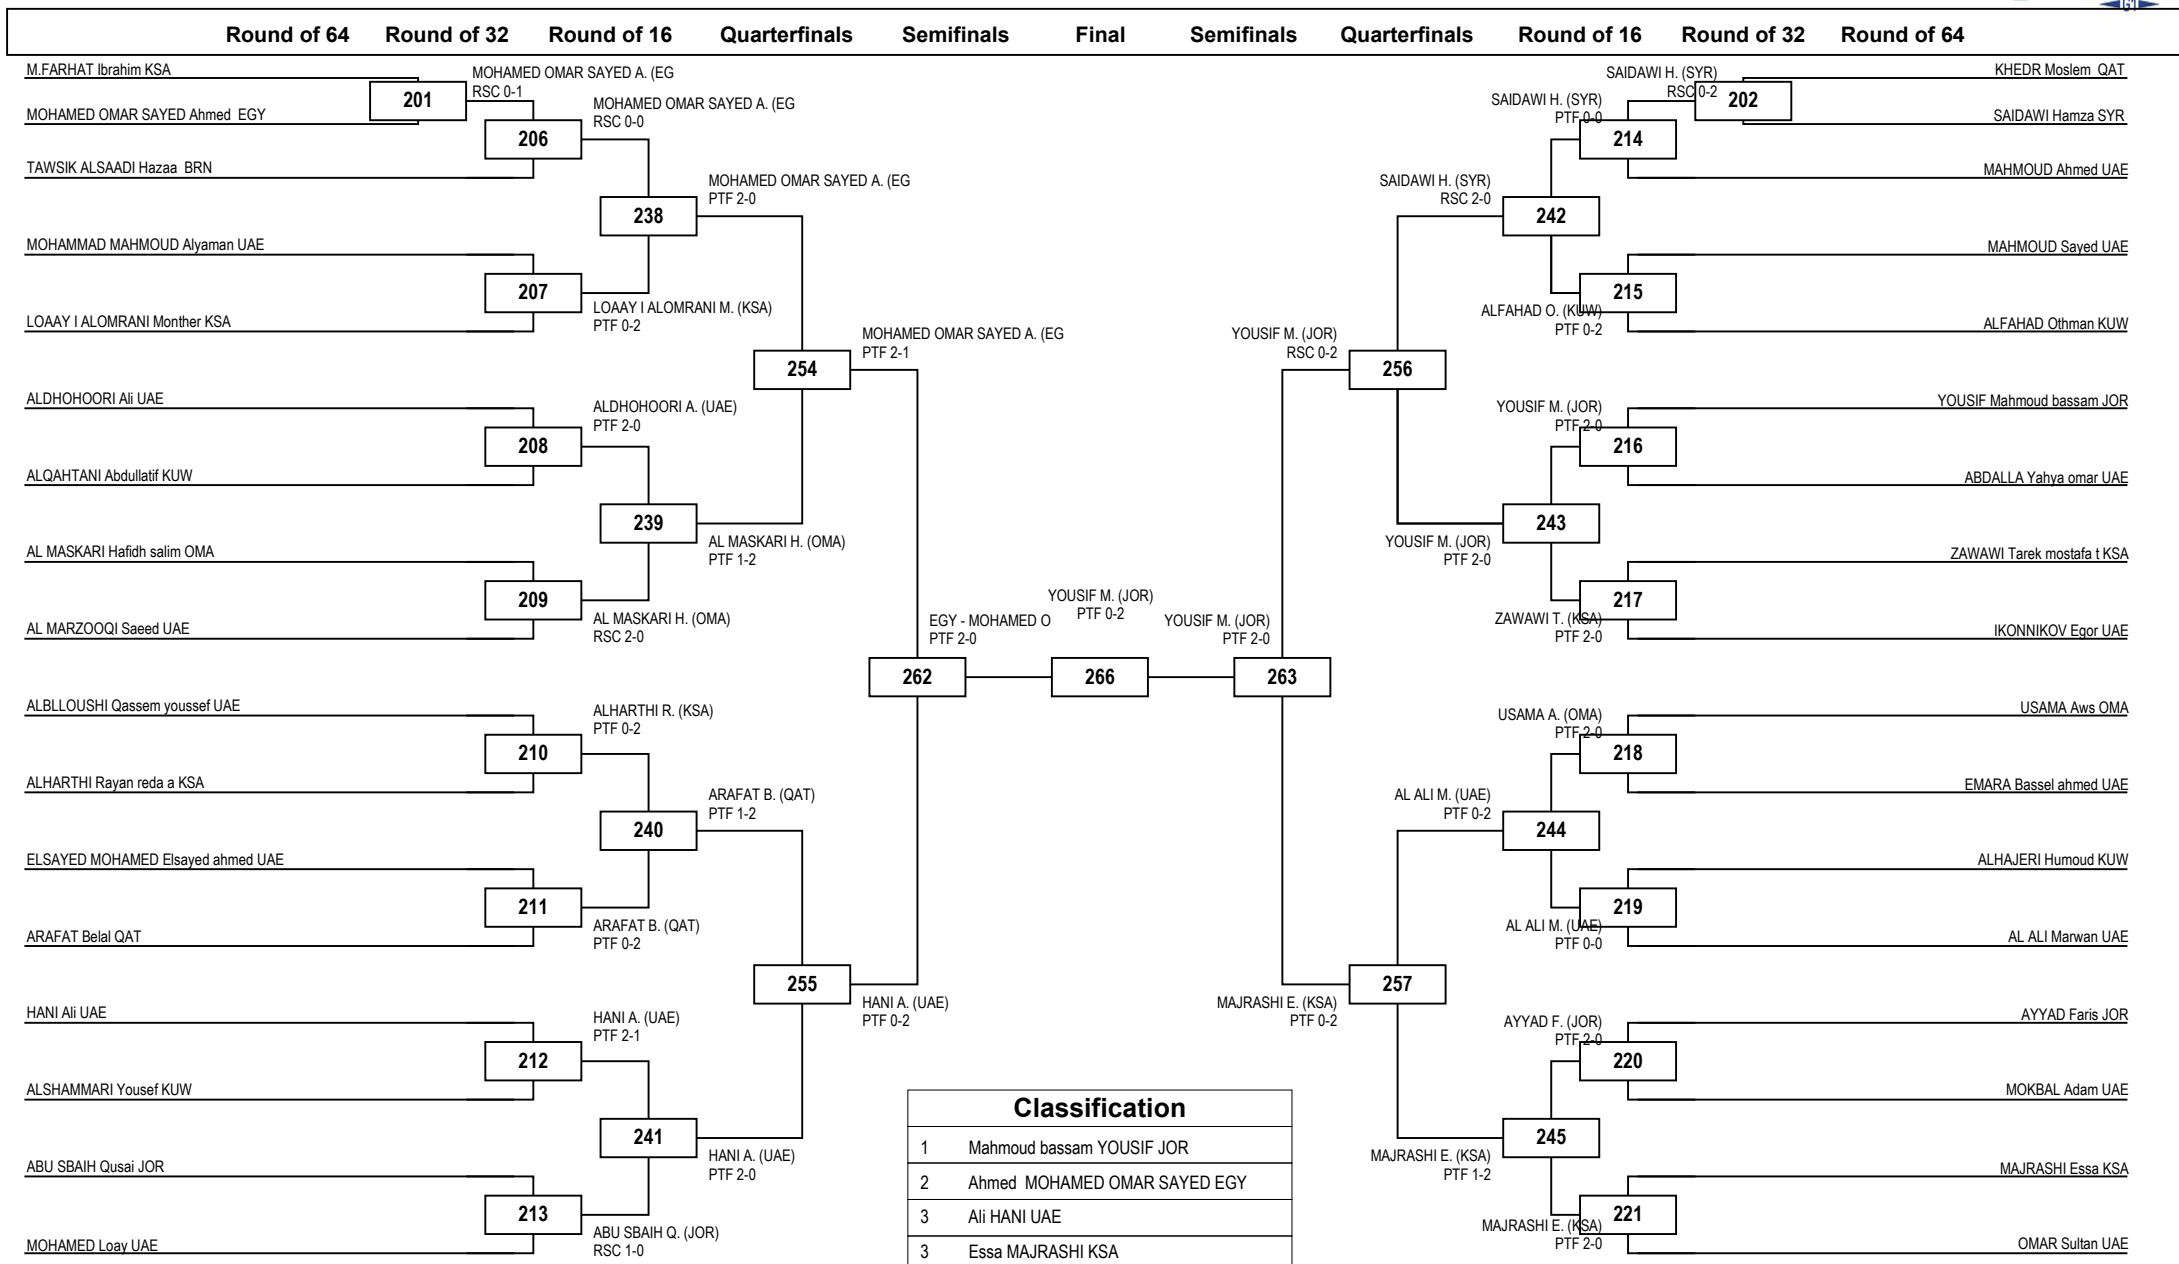 Round of 64 Round of 32 Round of 16 Quarterfinals Semifinals Final Semifinals Quarterfinals Round of 16 Round of 32 Round of 64
M.FARHAT Ibrahim KSA
201
MOHAMED OMAR SAYED Ahmed EGY
MOHAMED OMAR SAYED A. (EG
RSC 0-1
206
TAWSIK ALSAADI Hazaa BRN
MOHAMED OMAR SAYED A. (EG
RSC 0-0
238
MOHAMMAD MAHMOUD Alyaman UAE
207
LOAAY I ALOMRANI Monther KSA
LOAAY I ALOMRANI M. (KSA)
PTF 0-2
MOHAMED OMAR SAYED A. (EG
PTF 2-0
254
ALDHOHOORI Ali UAE
208
ALQAHTANI Abdullatif KUW
ALDHOHOORI A. (UAE)
PTF 2-0
239
AL MASKARI Hafidh salim OMA
209
AL MARZOOQI Saeed UAE
AL MASKARI H. (OMA)
RSC 2-0
AL MASKARI H. (OMA)
PTF 1-2
MOHAMED OMAR SAYED A. (EG
PTF 2-1
262
ALBLLOUSHI Qassem youssef UAE
210
ALHARTHI Rayan reda a KSA
ALHARTHI R. (KSA)
PTF 0-2
240
ELSAYED MOHAMED Elsayed ahmed UAE
211
ARAFAT Belal QAT
ARAFAT B. (QAT)
PTF 0-2
ARAFAT B. (QAT)
PTF 1-2
255
HANI Ali UAE
212
ALSHAMMARI Yousef KUW
HANI A. (UAE)
PTF 2-1
241
ABU SBAIH Qusai JOR
213
MOHAMED Loay UAE
ABU SBAIH Q. (JOR)
RSC 1-0
HANI A. (UAE)
PTF 2-0
HANI A. (UAE)
PTF 0-2
EGY - MOHAMED O
PTF 2-0
YOUSIF M. (JOR)
PTF 0-2
266
YOUSIF M. (JOR)
PTF 2-0
263
YOUSIF M. (JOR)
RSC 0-2
256
SAIDAWI H. (SYR)
RSC 2-0
242
SAIDAWI H. (SYR)
PTF 0-0
214
SAIDAWI H. (SYR)
RSC 0-2
202
KHEDR Moslem QAT
SAIDAWI Hamza SYR
MAHMOUD Ahmed UAE
MAHMOUD Sayed UAE
215
ALFAHAD O. (KUW)
PTF 0-2
ALFAHAD Othman KUW
YOUSIF M. (JOR)
PTF 2-0
216
YOUSIF Mahmoud bassam JOR
ABDALLA Yahya omar UAE
243
YOUSIF M. (JOR)
PTF 2-0
ZAWAWI Tarek mostafa t KSA
217
ZAWAWI T. (KSA)
PTF 2-0
IKONNIKOV Egor UAE
USAMA A. (OMA)
PTF 2-0
218
USAMA Aws OMA
EMARA Bassel ahmed UAE
AL ALI M. (UAE)
PTF 0-2
244
ALHAJERI Humoud KUW
219
AL ALI M. (UAE)
PTF 0-0
AL ALI Marwan UAE
257
MAJRASHI E. (KSA)
PTF 0-2
AYYAD F. (JOR)
PTF 2-0
220
AYYAD Faris JOR
MOKBAL Adam UAE
245
MAJRASHI E. (KSA)
PTF 1-2
MAJRASHI Essa KSA
221
MAJRASHI E. (KSA)
PTF 2-0
OMAR Sultan UAE
Classification
1 Mahmoud bassam YOUSIF JOR
2 Ahmed MOHAMED OMAR SAYED EGY
3 Ali HANI UAE
3 Essa MAJRASHI KSA